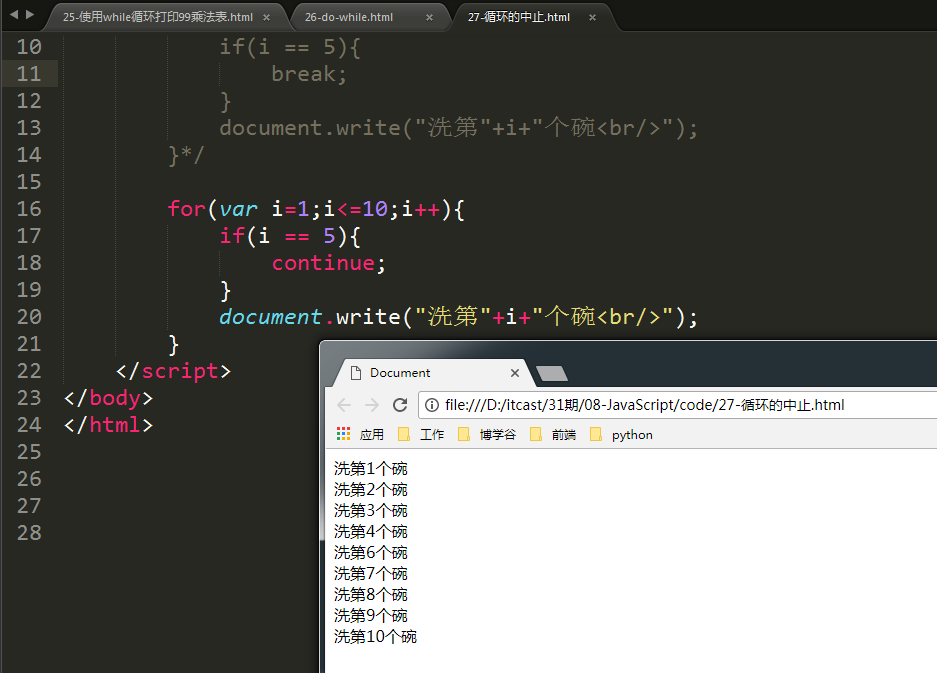 25-使用while循环打印99乘法表.html × 26-do-while.html × 27-循环的中止.html ×
10 if(i == 5){
11 break;
12 }
13 document.write("洗第"+i+"个碗<br/>");
14 }*/
15
16 for(var i=1;i<=10;i++){
17 if(i == 5){
18 continue;
19 }
20 document.write("洗第"+i+"个碗<br/>");
21 }
22 </script>
23 </body>
24 </html>
25
26
27
28
Document ×
file:///D:/itcast/31期/08-JavaScript/code/27-循环的中止.html
应用 工作 博学谷 前端 python
洗第1个碗
洗第2个碗
洗第3个碗
洗第4个碗
洗第6个碗
洗第7个碗
洗第8个碗
洗第9个碗
洗第10个碗